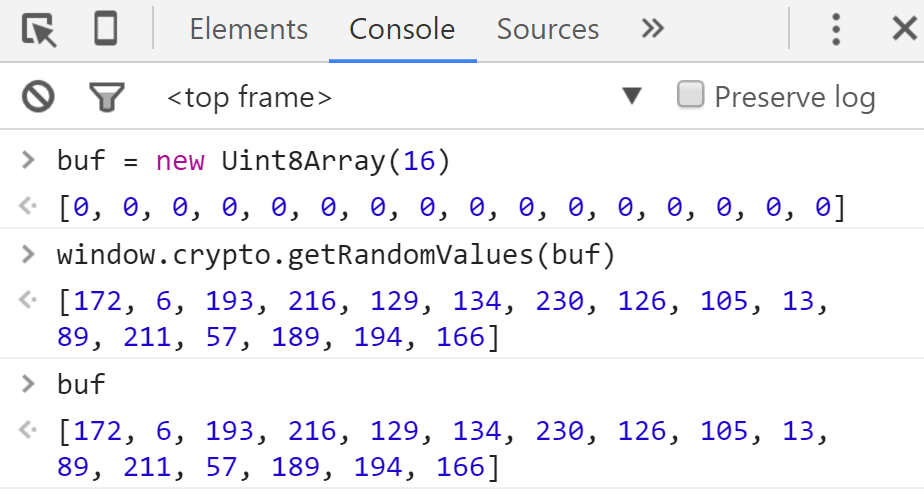 Elements Console Sources
<top frame> Preserve log
> buf = new Uint8Array(16)
[0, 0, 0, 0, 0, 0, 0, 0, 0, 0, 0, 0, 0, 0, 0, 0]
> window.crypto.getRandomValues(buf)
[172, 6, 193, 216, 129, 134, 230, 126, 105, 13,
89, 211, 57, 189, 194, 166]
> buf
[172, 6, 193, 216, 129, 134, 230, 126, 105, 13,
89, 211, 57, 189, 194, 166]